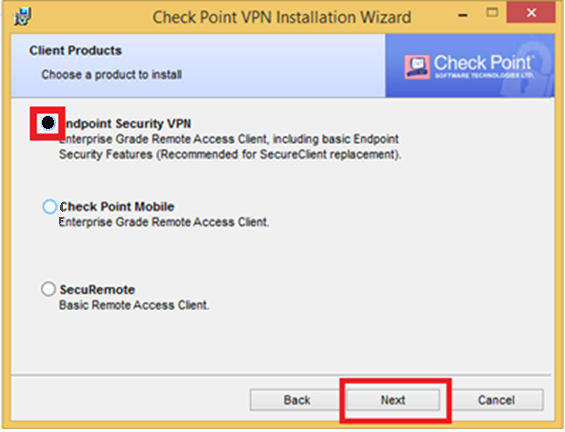 Check Point VPN Installation Wizard
Client Products
Choose a product to install
Check Point
SOFTWARE TECHNOLOGIES LTD.
ndpoint Security VPN
Enterprise Grade Remote Access Client, including basic Endpoint
Security Features (Recommended for SecureClient replacement).
Check Point Mobile
Enterprise Grade Remote Access Client.
SecuRemote
Basic Remote Access Client.
Back
Next
Cancel